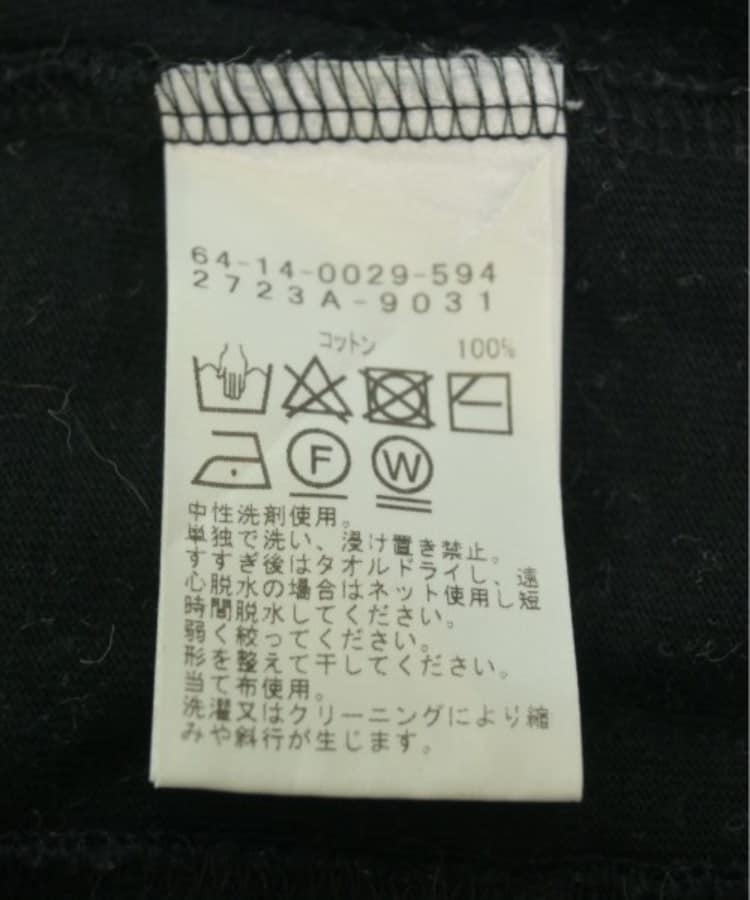 64-14-0029-594
2723A-9031
コットン 100%
F W
中性洗剤使用。
単独で洗い、浸け置き禁止。
すすぎ後はタオルドライし、遠
心脱水の場合はネット使用し短
時間脱水してください。
弱く絞ってください。
形を整えて干してください。
当て布使用。
洗濯又はクリーニングにより縮
みや斜行が生じます。